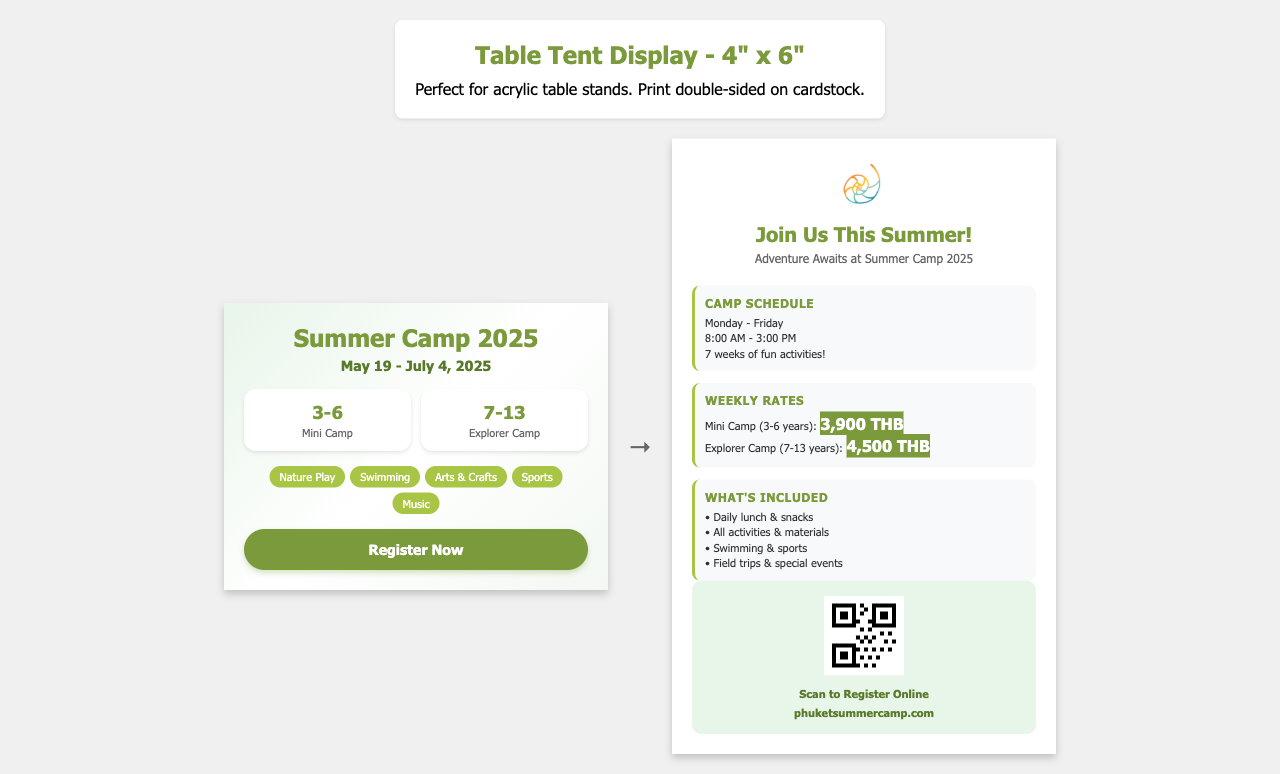 Table Tent Display - 4" x 6"
Perfect for acrylic table stands. Print double-sided on cardstock.
Summer Camp 2025
May 19 - July 4, 2025
3-6
Mini Camp
7-13
Explorer Camp
Nature Play
Swimming
Arts & Crafts
Sports
Music
Register Now
→
Join Us This Summer!
Adventure Awaits at Summer Camp 2025
CAMP SCHEDULE
Monday - Friday
8:00 AM - 3:00 PM
7 weeks of fun activities!
WEEKLY RATES
Mini Camp (3-6 years): 3,900 THB
Explorer Camp (7-13 years): 4,500 THB
WHAT'S INCLUDED
• Daily lunch & snacks
• All activities & materials
• Swimming & sports
• Field trips & special events
Scan to Register Online
phuketsummercamp.com